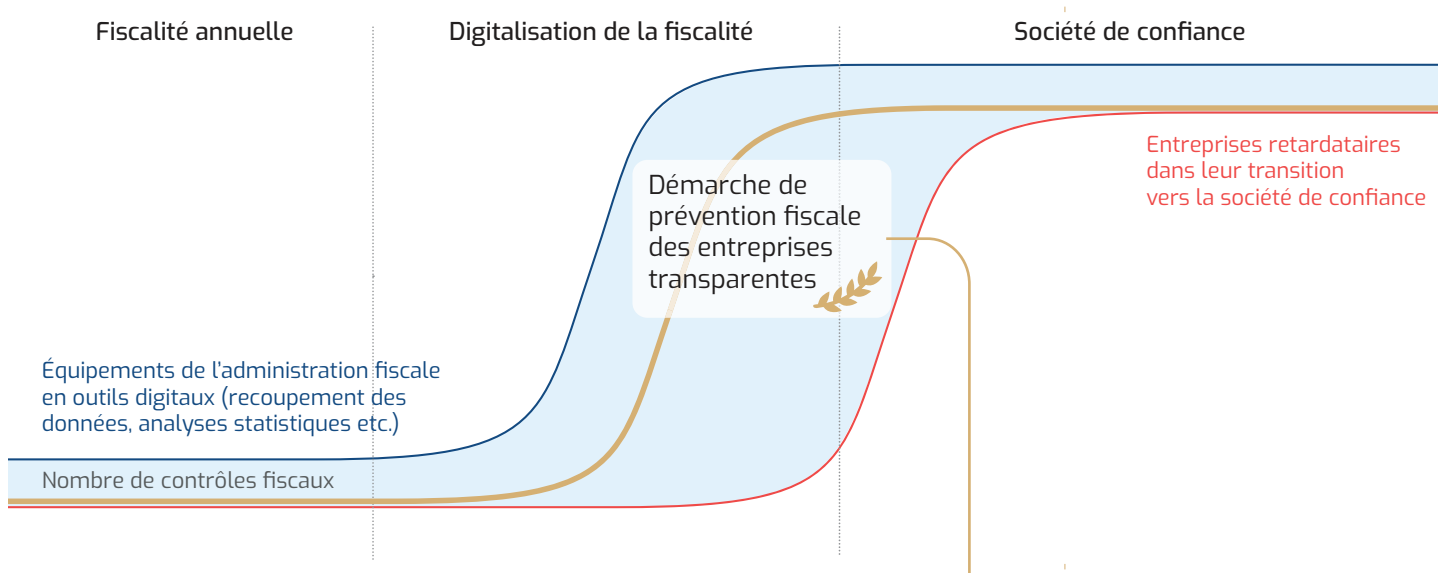 Fiscalité annuelle
Digitalisation de la fiscalité
Société de confiance
Entreprises retardataires
dans leur transition
vers la société de confiance
Démarche de
prévention fiscale
des entreprises
transparentes
Équipements de l'administration fiscale
en outils digitaux (recoupement des
données, analyses statistiques etc.)
Nombre de contrôles fiscaux